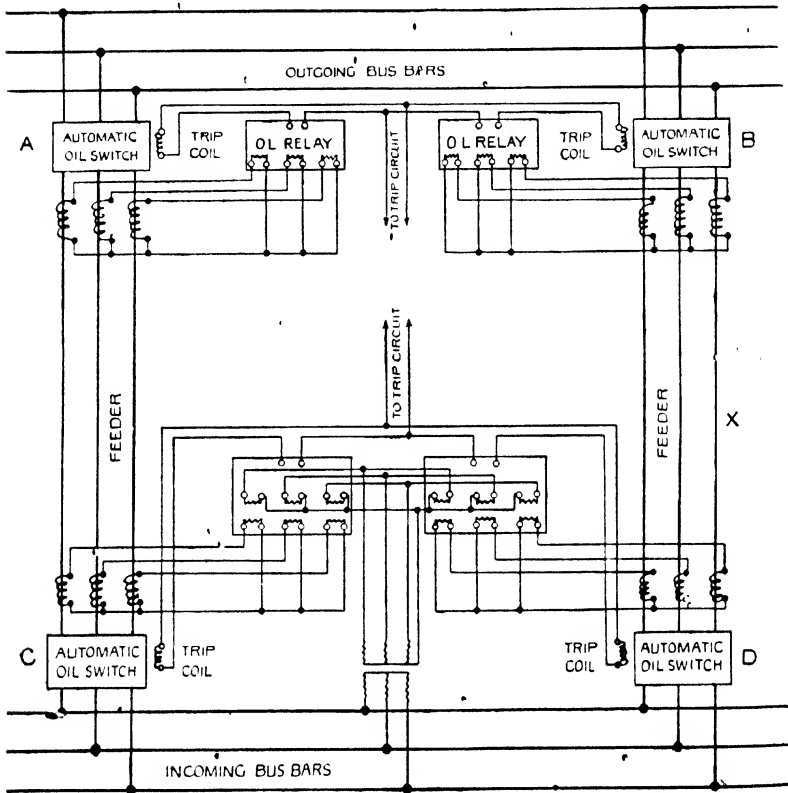 OUTGOING BUS BARS
A
AUTOMATIC
OIL SWITCH
TRIP
COIL
OL RELAY
TO TRIP CIRCUIT
OL RELAY
TRIP
COIL
AUTOMATIC
OIL SWITCH
B
FEEDER
TO TRIP CIRCUIT
FEEDER
X
C
AUTOMATIC
OIL SWITCH
TRIP
COIL
TRIP
COIL
AUTOMATIC
OIL SWITCH
D
INCOMING BUS BARS